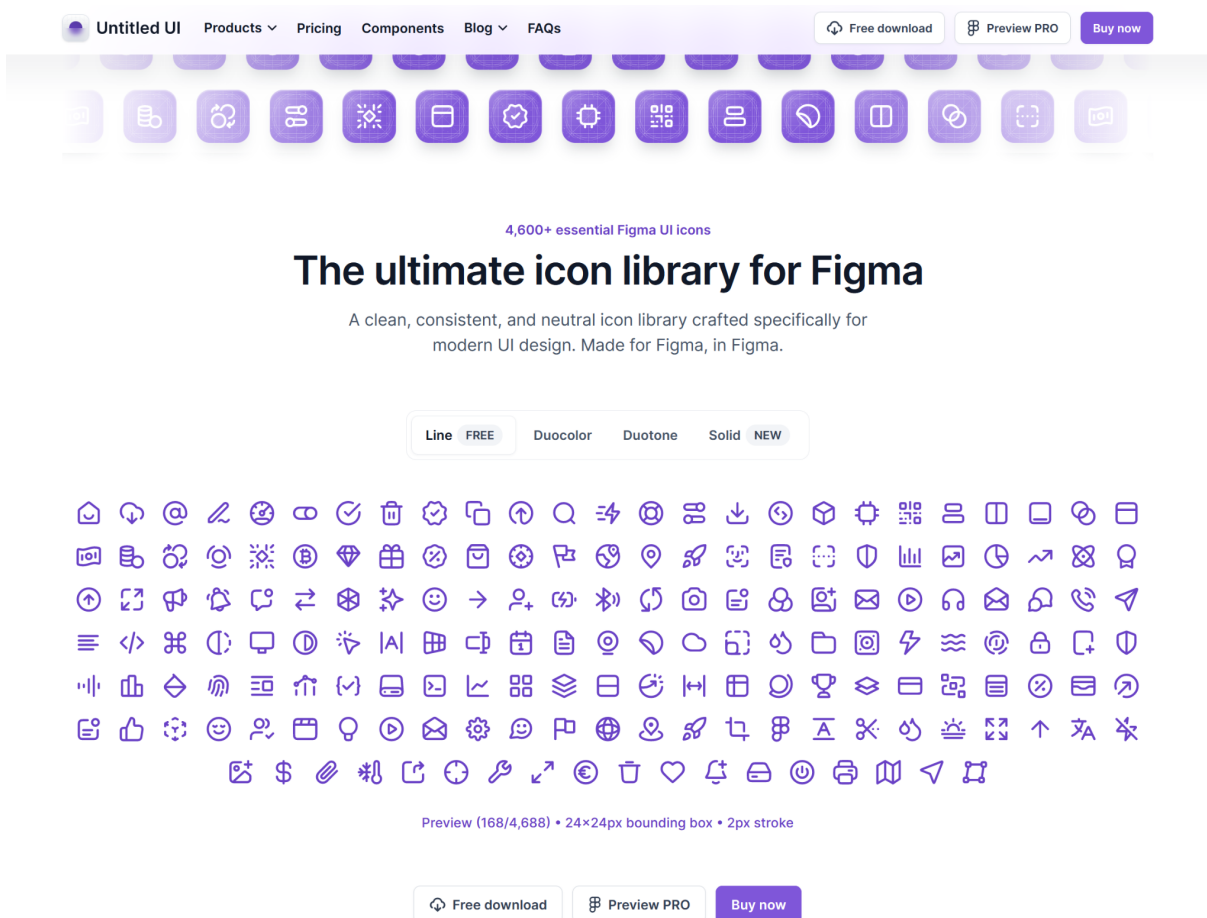 Untitled UI Products Pricing Components Blog FAQs Free download Preview PRO Buy now
4,600+ essential Figma UI icons
The ultimate icon library for Figma
A clean, consistent, and neutral icon library crafted specifically for
modern UI design. Made for Figma, in Figma.
Line FREE Duocolor Duotone Solid NEW
Preview (168/4,688) • 24×24px bounding box • 2px stroke
Free download Preview PRO Buy now